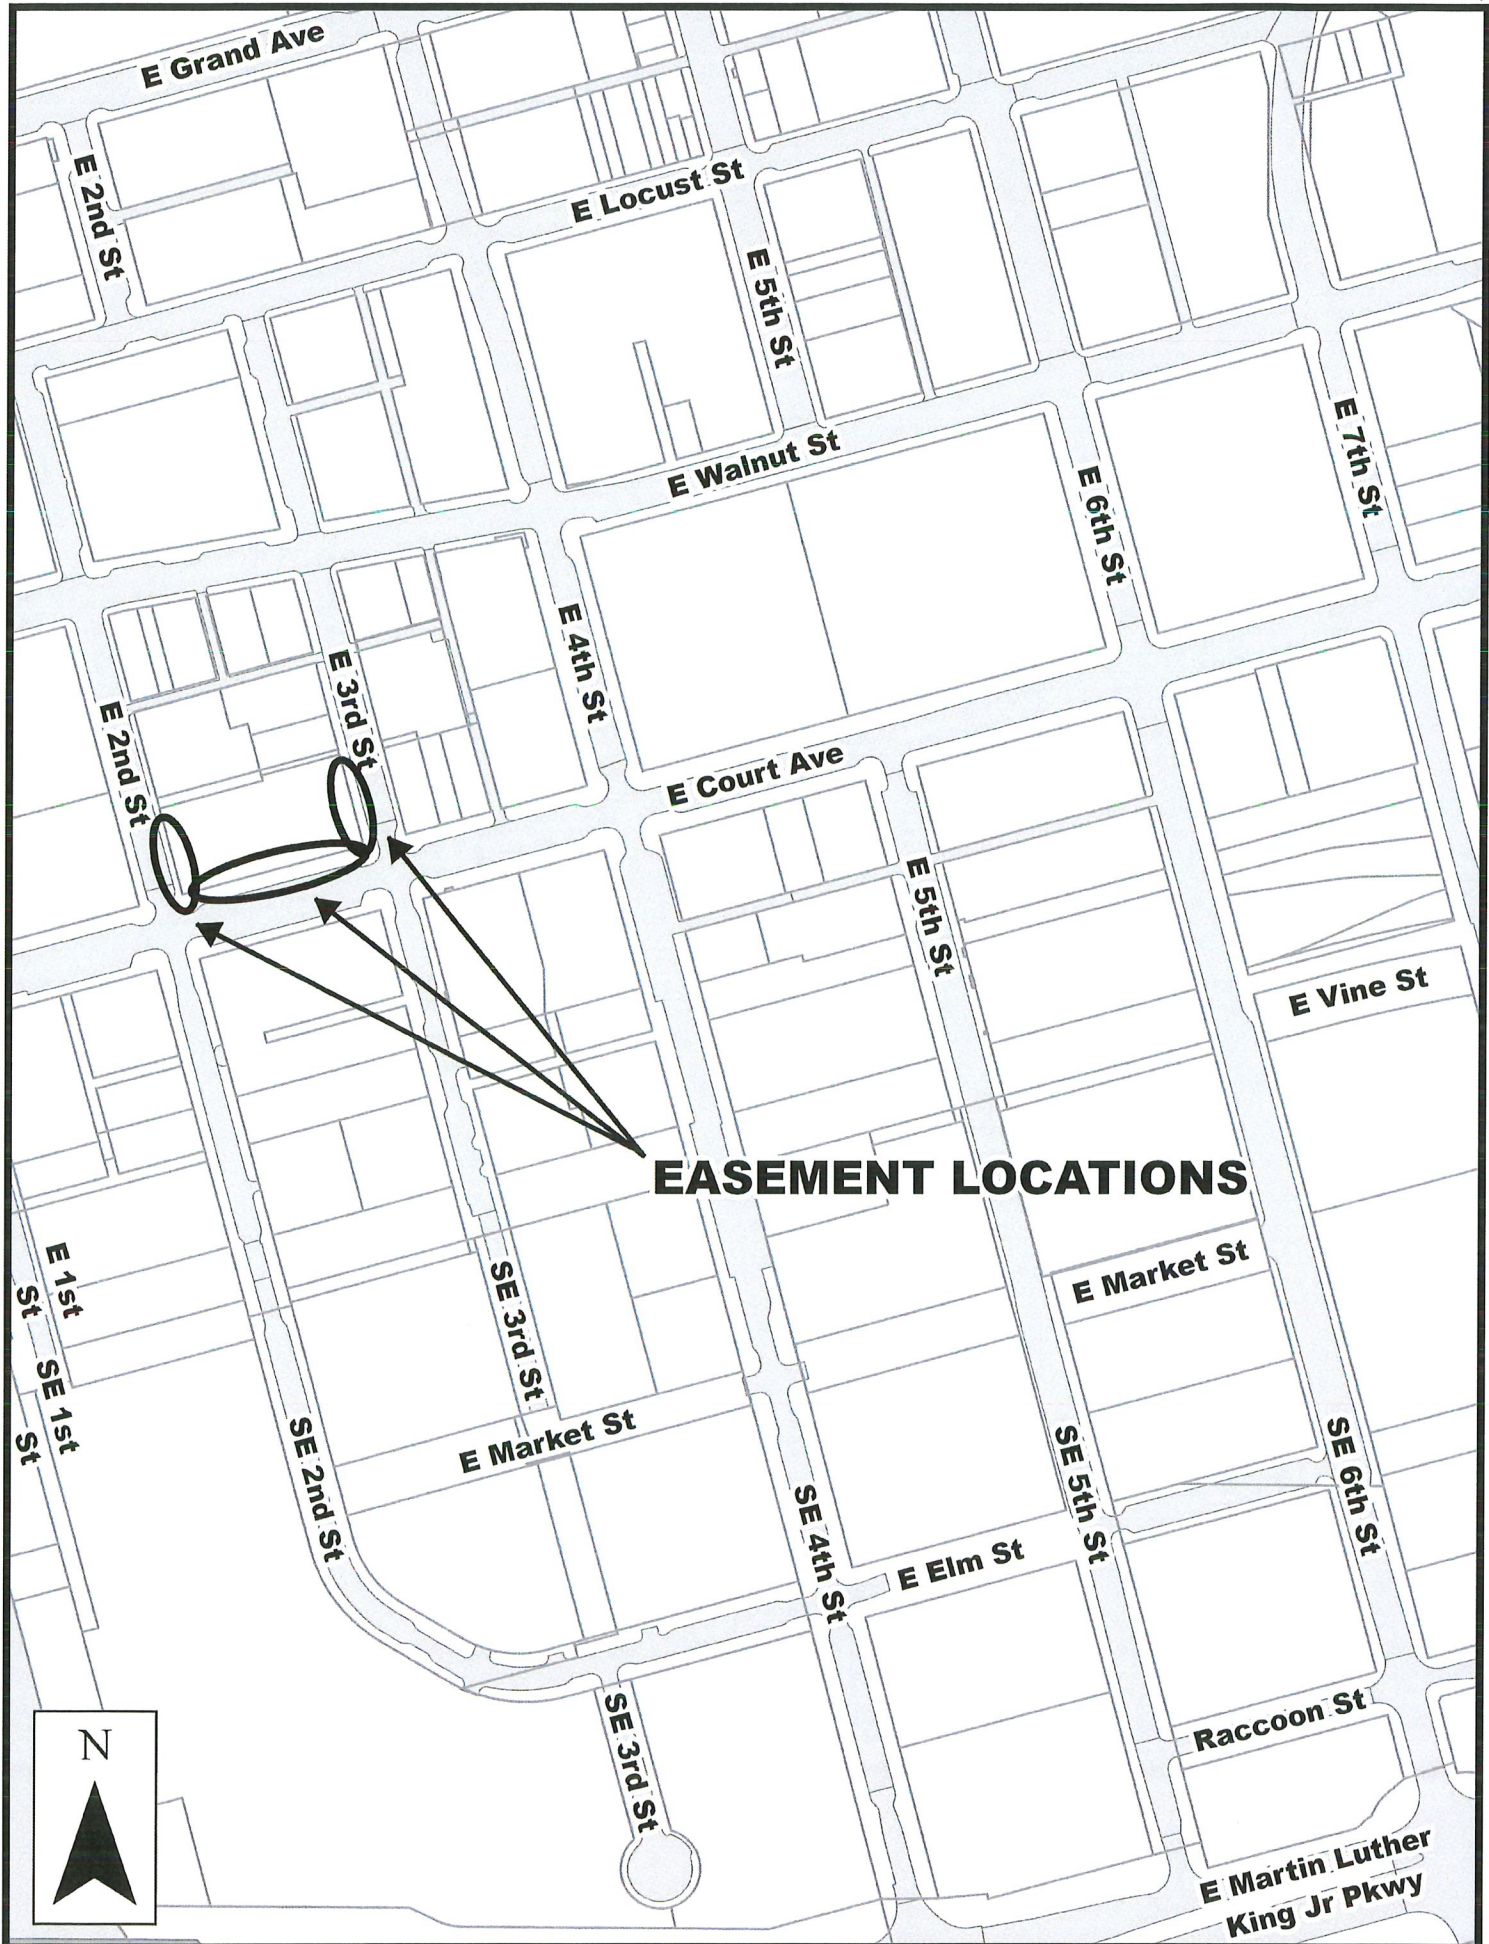 E Grand Ave
E 2nd St
E Locust St
E 5th St
E Walnut St
E 7th St
E 6th St
E 4th St
E 3rd St
E 2nd St
E Court Ave
E 5th St
E Vine St
EASEMENT LOCATIONS
E 1st
St
E Market St
SE 3rd St
SE 1st
St
E Market St
SE 2nd St
SE 5th St
SE 6th St
SE 4th St
E Elm St
SE 3rd St
Raccoon St
N
E Martin Luther
King Jr Pkwy